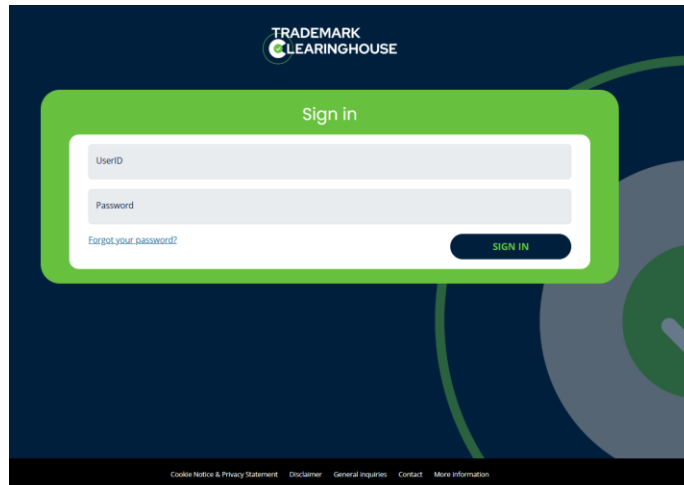 TRADEMARK
CLEARINGHOUSE
Sign in
UserID
Password
Forgot your password?
SIGN IN
Cookie Notice & Privacy Statement Disclaimer General inquiries Contact More information